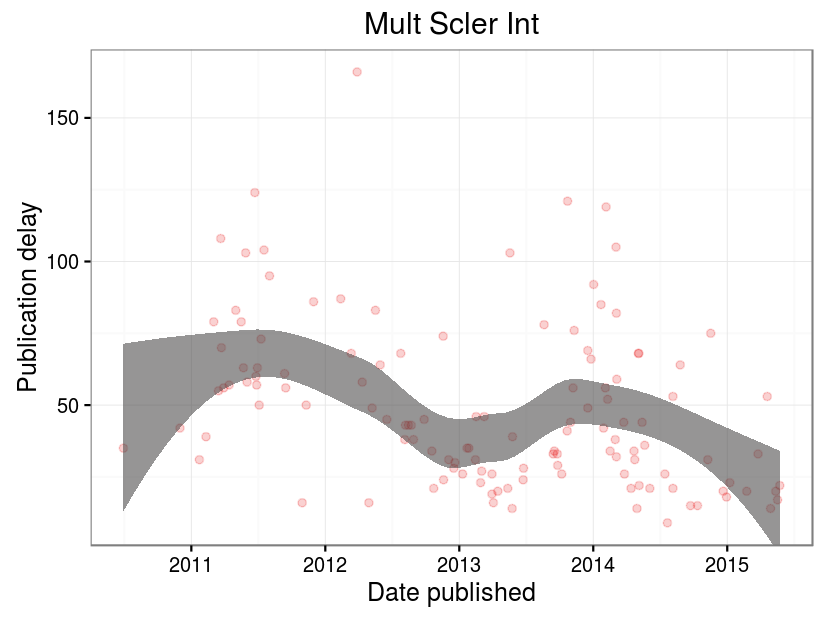 Mult Scler Int
Publication delay
150
100
50
2011 2012 2013 2014 2015
Date published